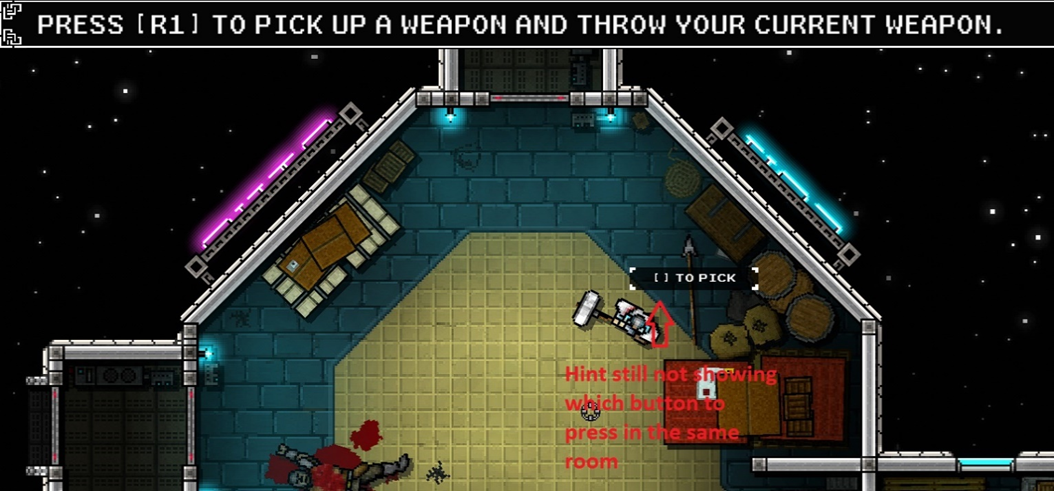 PRESS [R1] TO PICK UP A WEAPON AND THROW YOUR CURRENT WEAPON.
[ ] TO PICK
Hint still not showing
which button to
press in the same
room